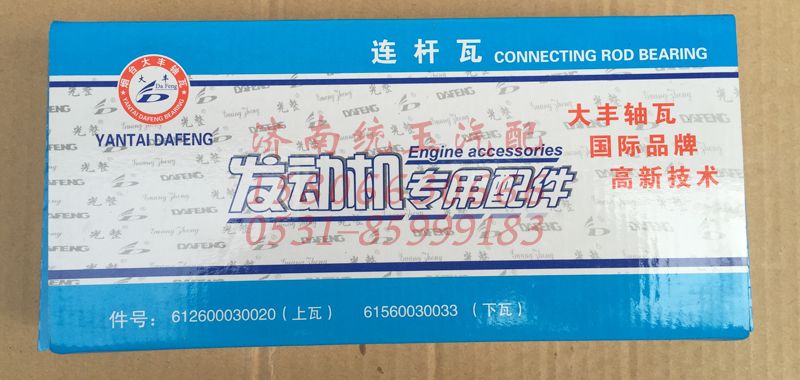 连杆瓦 CONNECTING ROD BEARING
烟台大丰轴瓦
大丰
Da Feng
YANTAI DAFENG BEARING
YANTAI DAFENG
大丰轴瓦
国际品牌
高新技术
济南统玉汽配
Engine accessories
发动机专用配件
0531-85999183
件号：612600030020（上瓦） 61560030033（下瓦）